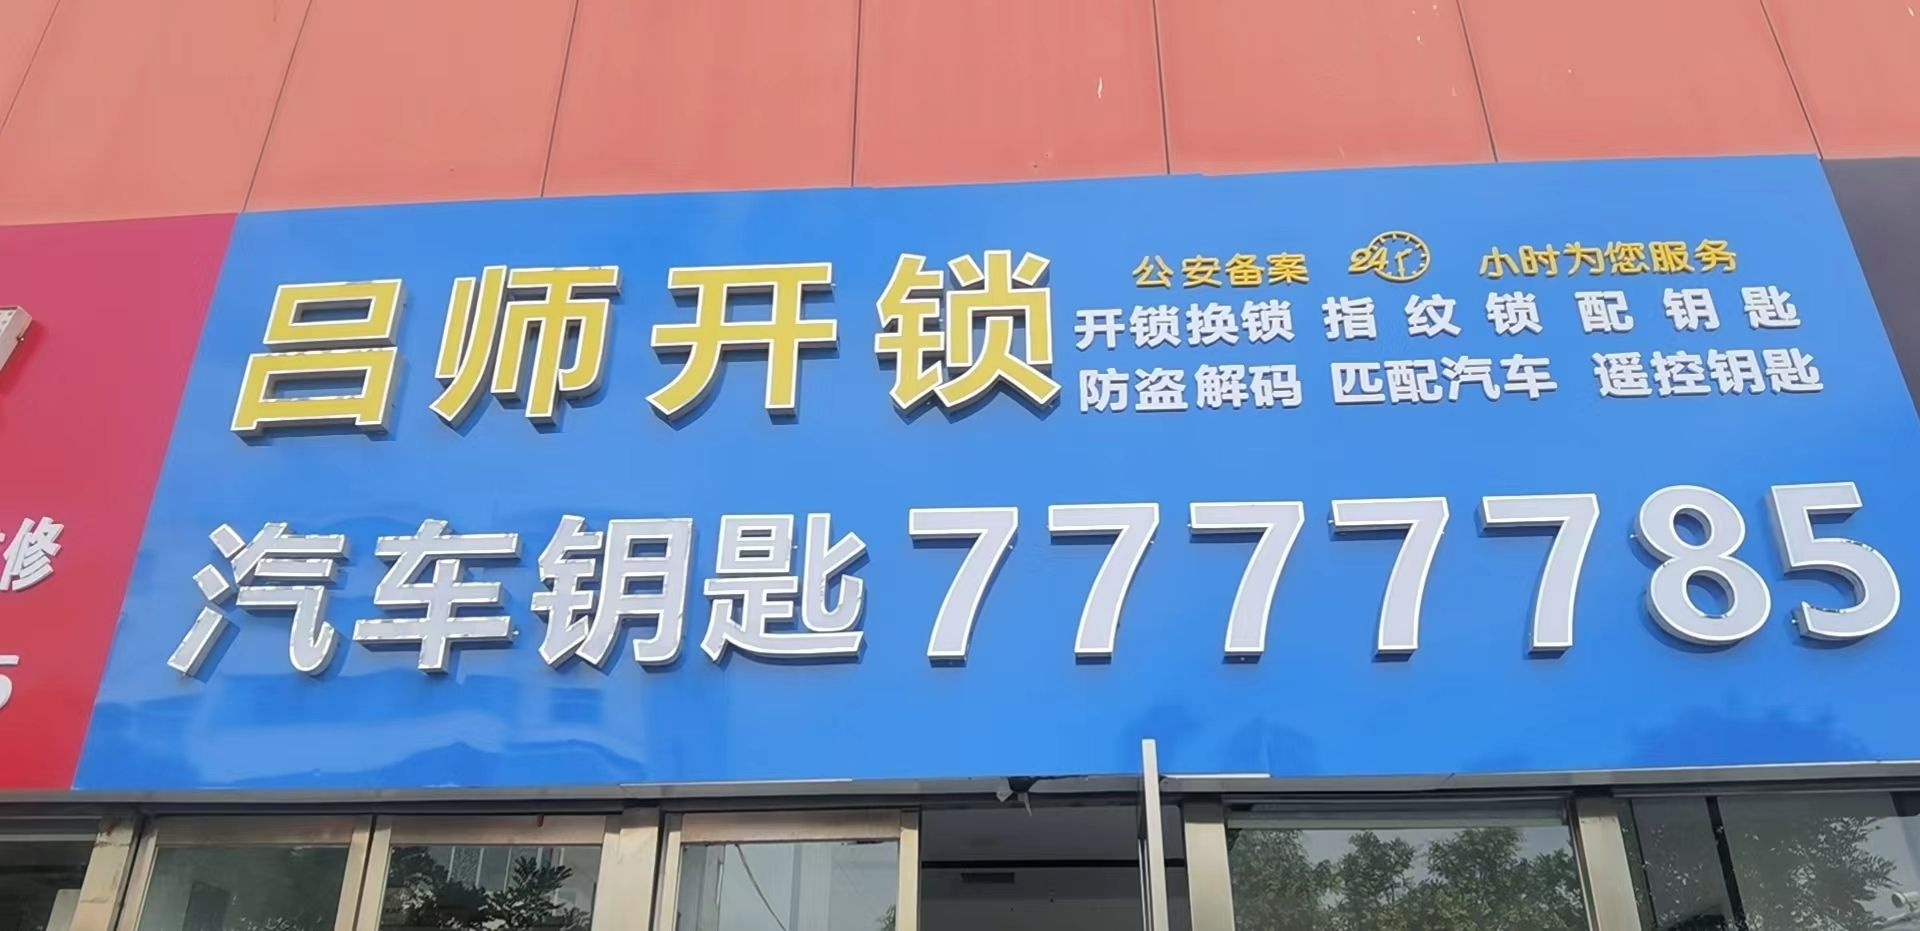 吕师开锁
公安备案 24 小时为您服务
开锁换锁 指纹锁 配钥匙
防盗解码 匹配汽车 遥控钥匙
汽车钥匙 7777785
修
5